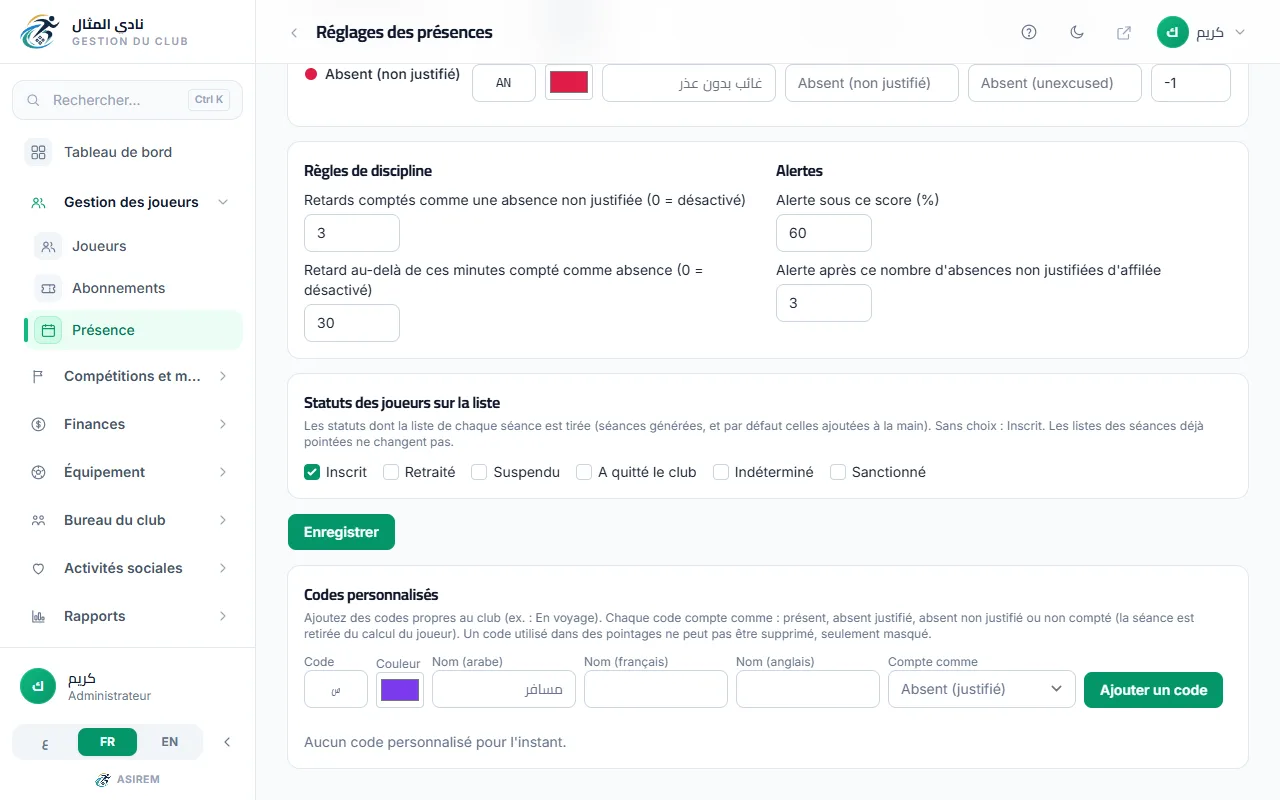 نادي المثال
GESTION DU CLUB
Rechercher...
Ctrl K
Tableau de bord
Gestion des joueurs
Joueurs
Abonnements
Présence
Compétitions et m...
Finances
Équipement
Bureau du club
Activités sociales
Rapports
ك
كريم
Administrateur
ع
FR
EN
ASIREM
Réglages des présences
ك
كريم
Absent (non justifié)
AN
غائب بدون عذر
Absent (non justifié)
Absent (unexcused)
-1
Règles de discipline
Retards comptés comme une absence non justifiée (0 = désactivé)
3
Retard au-delà de ces minutes compté comme absence (0 =
désactivé)
30
Alertes
Alerte sous ce score (%)
60
Alerte après ce nombre d'absences non justifiées d'affilée
3
Statuts des joueurs sur la liste
Les statuts dont la liste de chaque séance est tirée (séances générées, et par défaut celles ajoutées à la main). Sans choix : Inscrit. Les listes des séances déjà
pointées ne changent pas.
Inscrit
Retraité
Suspendu
A quitté le club
Indéterminé
Sanctionné
Enregistrer
Codes personnalisés
Ajoutez des codes propres au club (ex. : En voyage). Chaque code compte comme : présent, absent justifié, absent non justifié ou non compté (la séance est
retirée du calcul du joueur). Un code utilisé dans des pointages ne peut pas être supprimé, seulement masqué.
Code
Couleur
Nom (arabe)
Nom (français)
Nom (anglais)
Compte comme
س
مسافر
Absent (justifié)
Ajouter un code
Aucun code personnalisé pour l'instant.